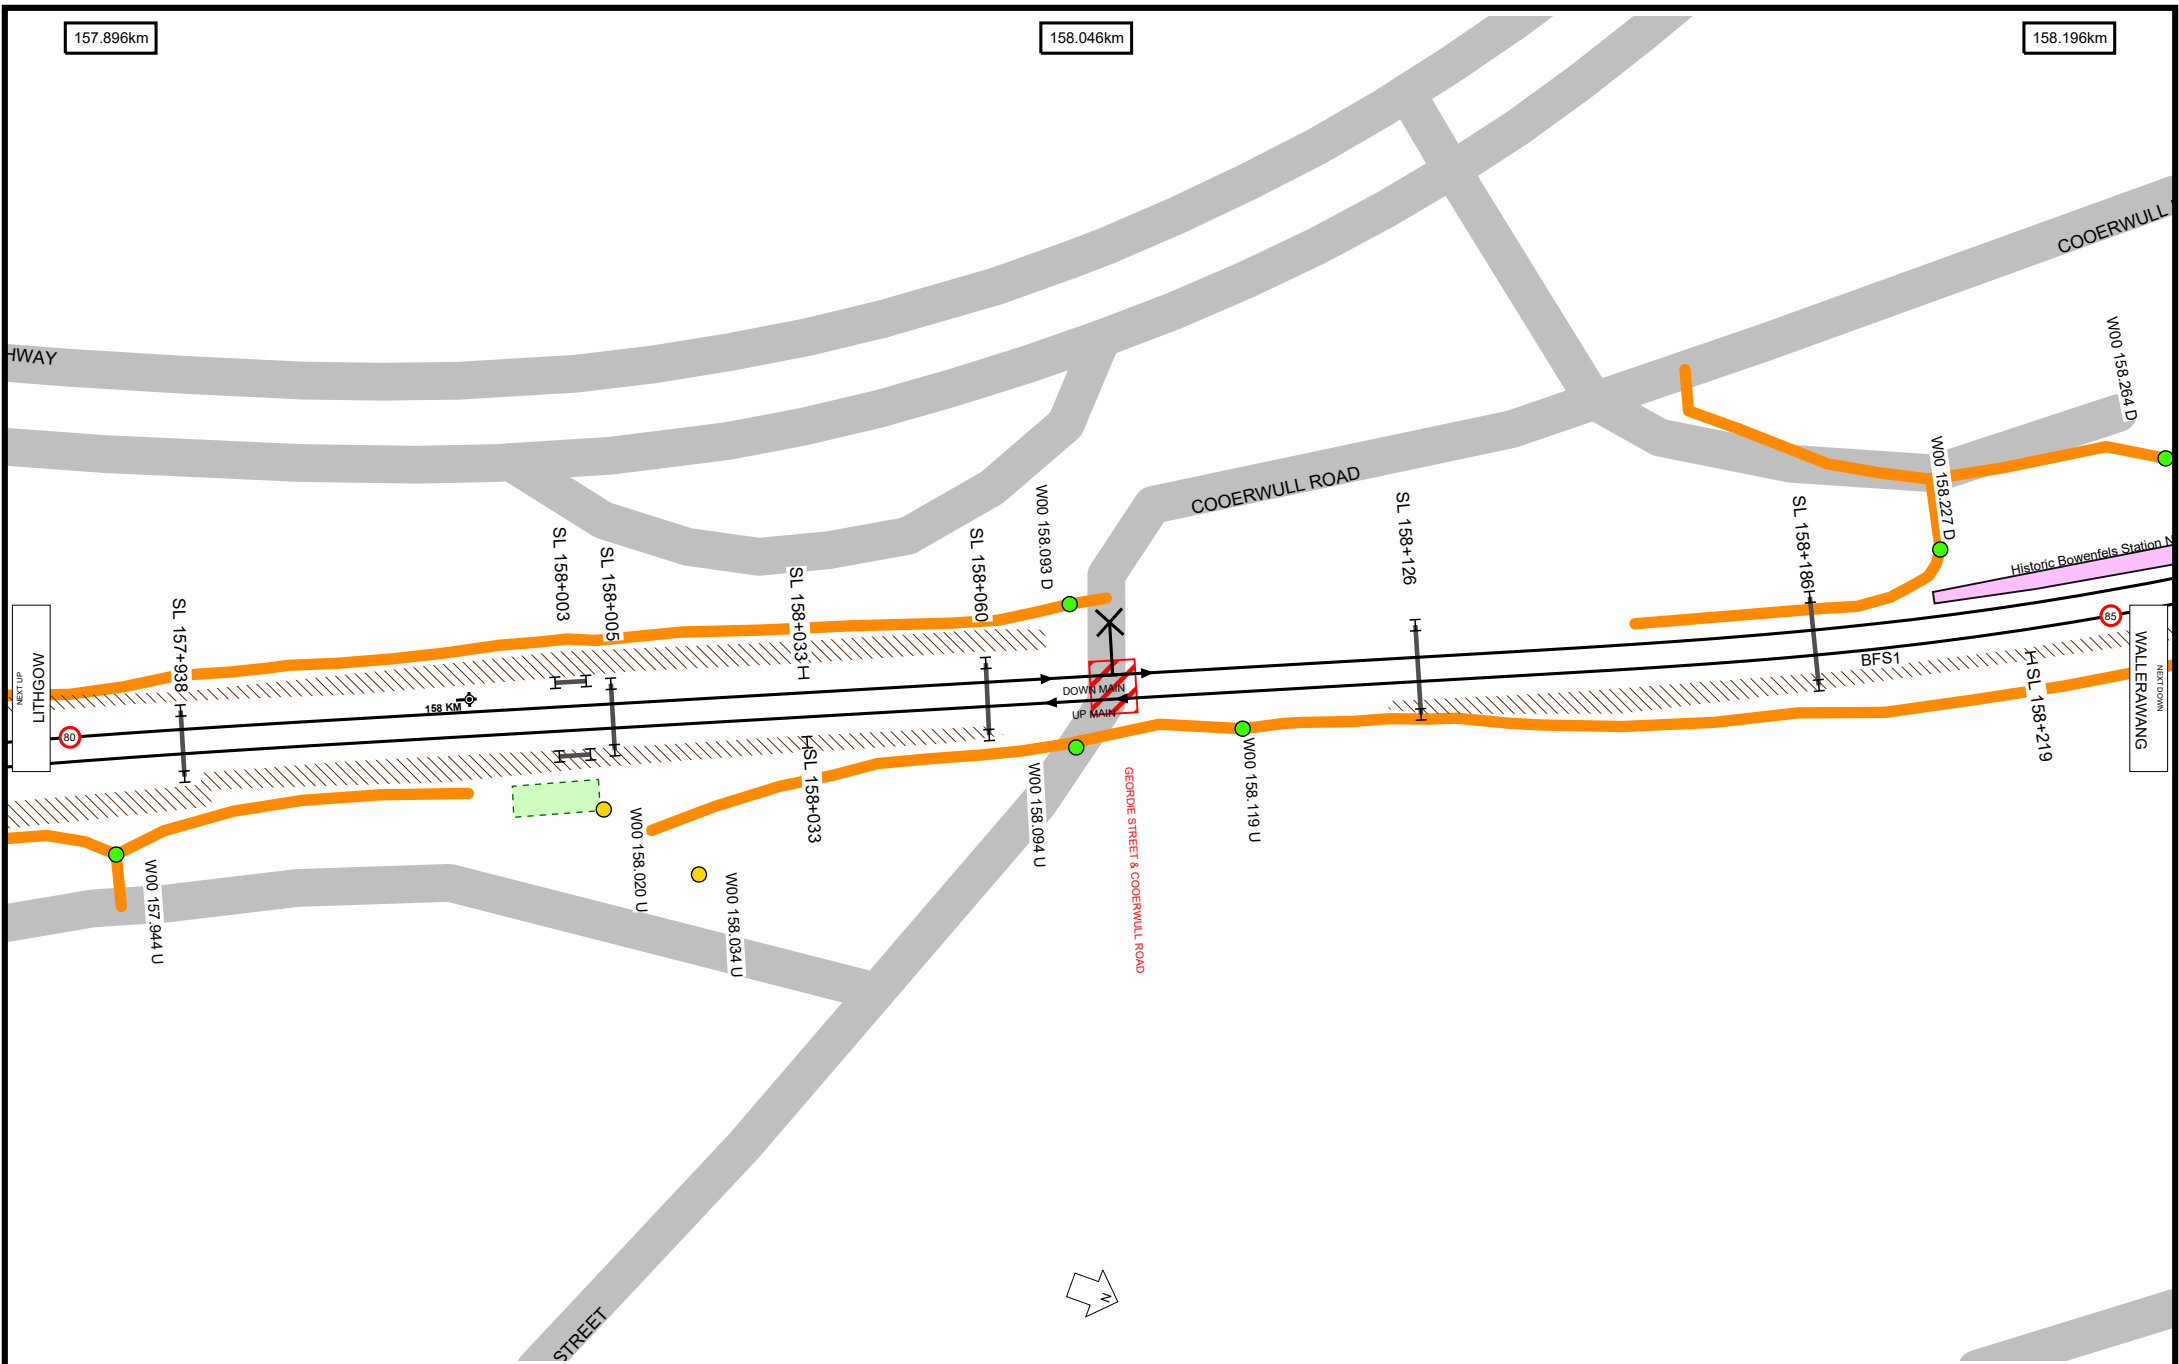 157.896km
158.046km
158.196km
HWAY
COOERWULL
W00 158.264 D
COOERWULL ROAD
W00 158.227 D
SL 158+126
SL 158+186
W00 158.093 D
SL 158+003
SL 158+005
SL 158+060
SL 158+033
SL 157+938
Historic Bowenfels Station N
LITHGOW
NEXT UP
80
158 KM
DOWN MAIN
UP MAIN
BFS1
85
WALLERAWANG
NEXT DOWN
SL 158+219
SL 158+033
W00 158.119 U
W00 158.094 U
GEORDIE STREET & COOERWULL ROAD
W00 158.020 U
W00 158.034 U
W00 157.944 U
N
STREET